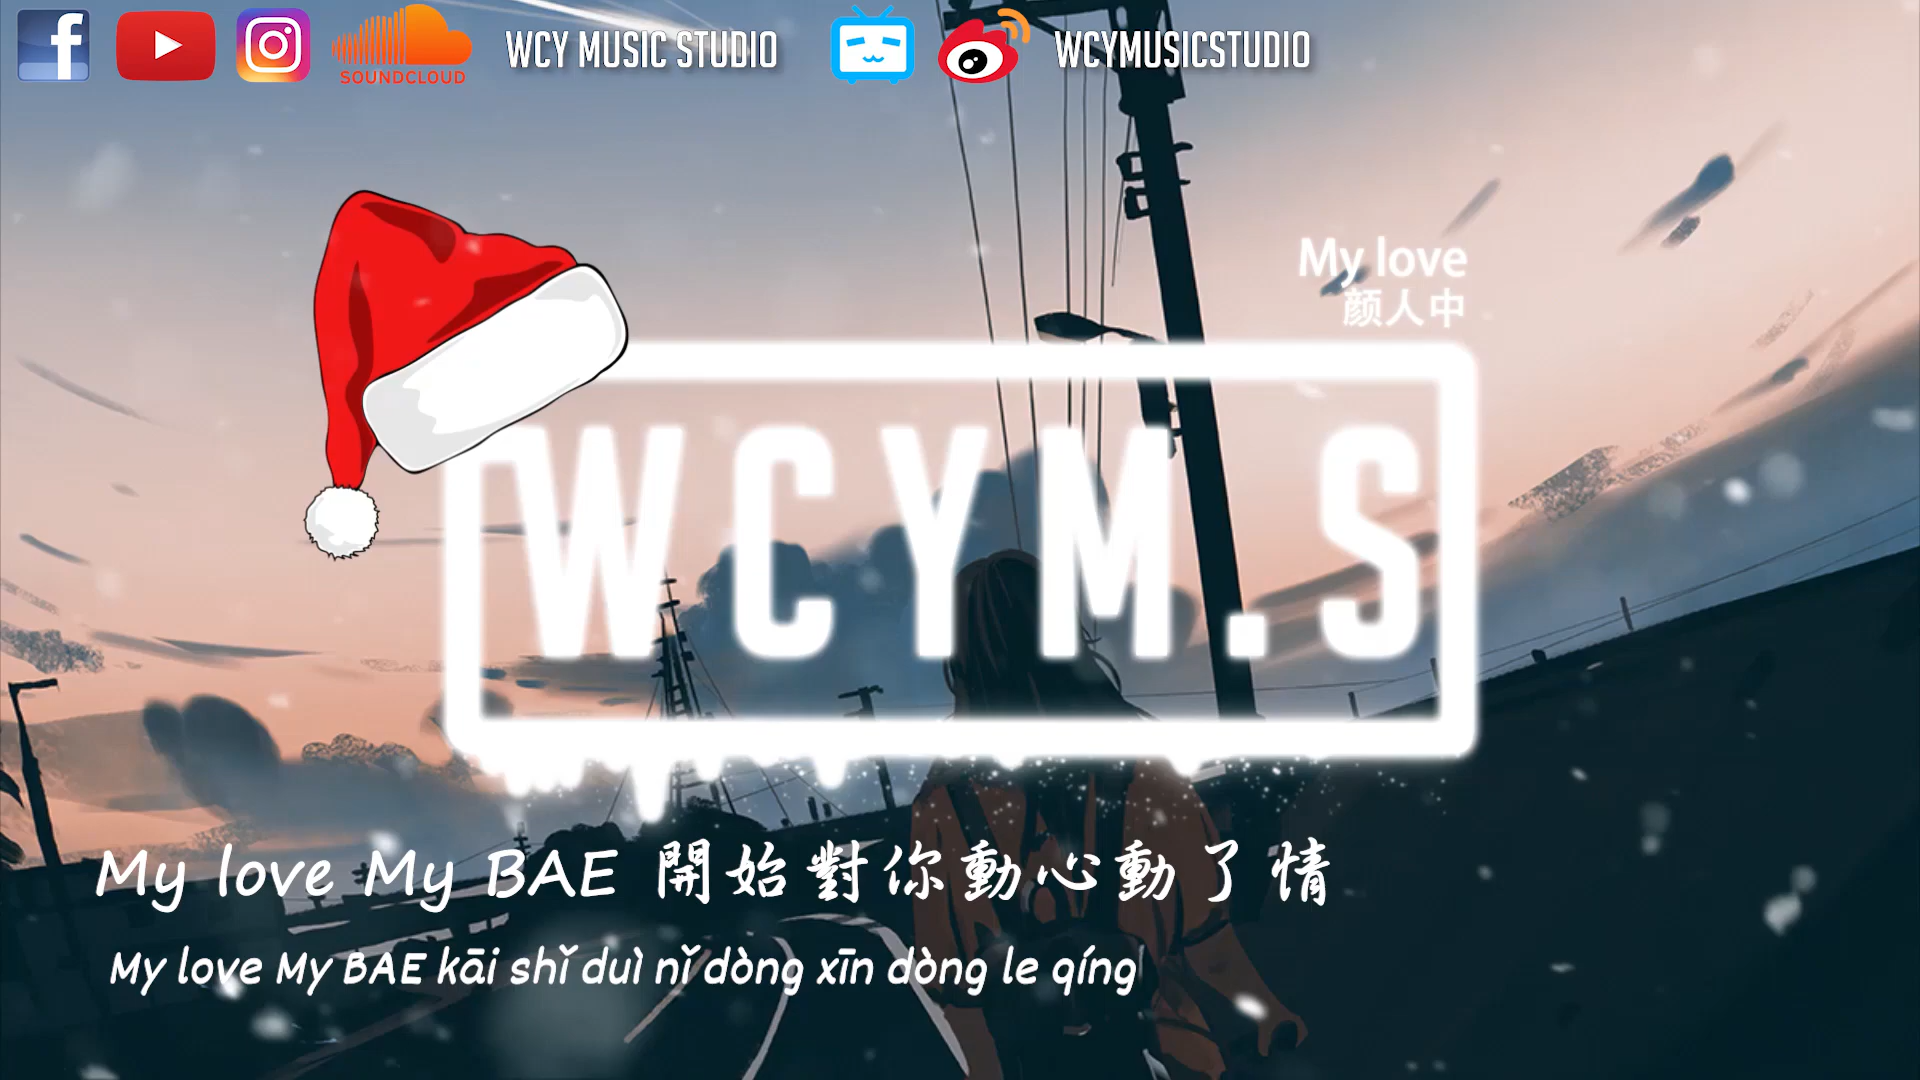 SOUNDCLOUD
WCY MUSIC STUDIO
WCYMUSICSTUDIO
My love
颜人中
WCYM.S
My love My BAE 開始對你動心動了情
My love My BAE kāi shǐ duì nǐ dòng xīn dòng le qíng